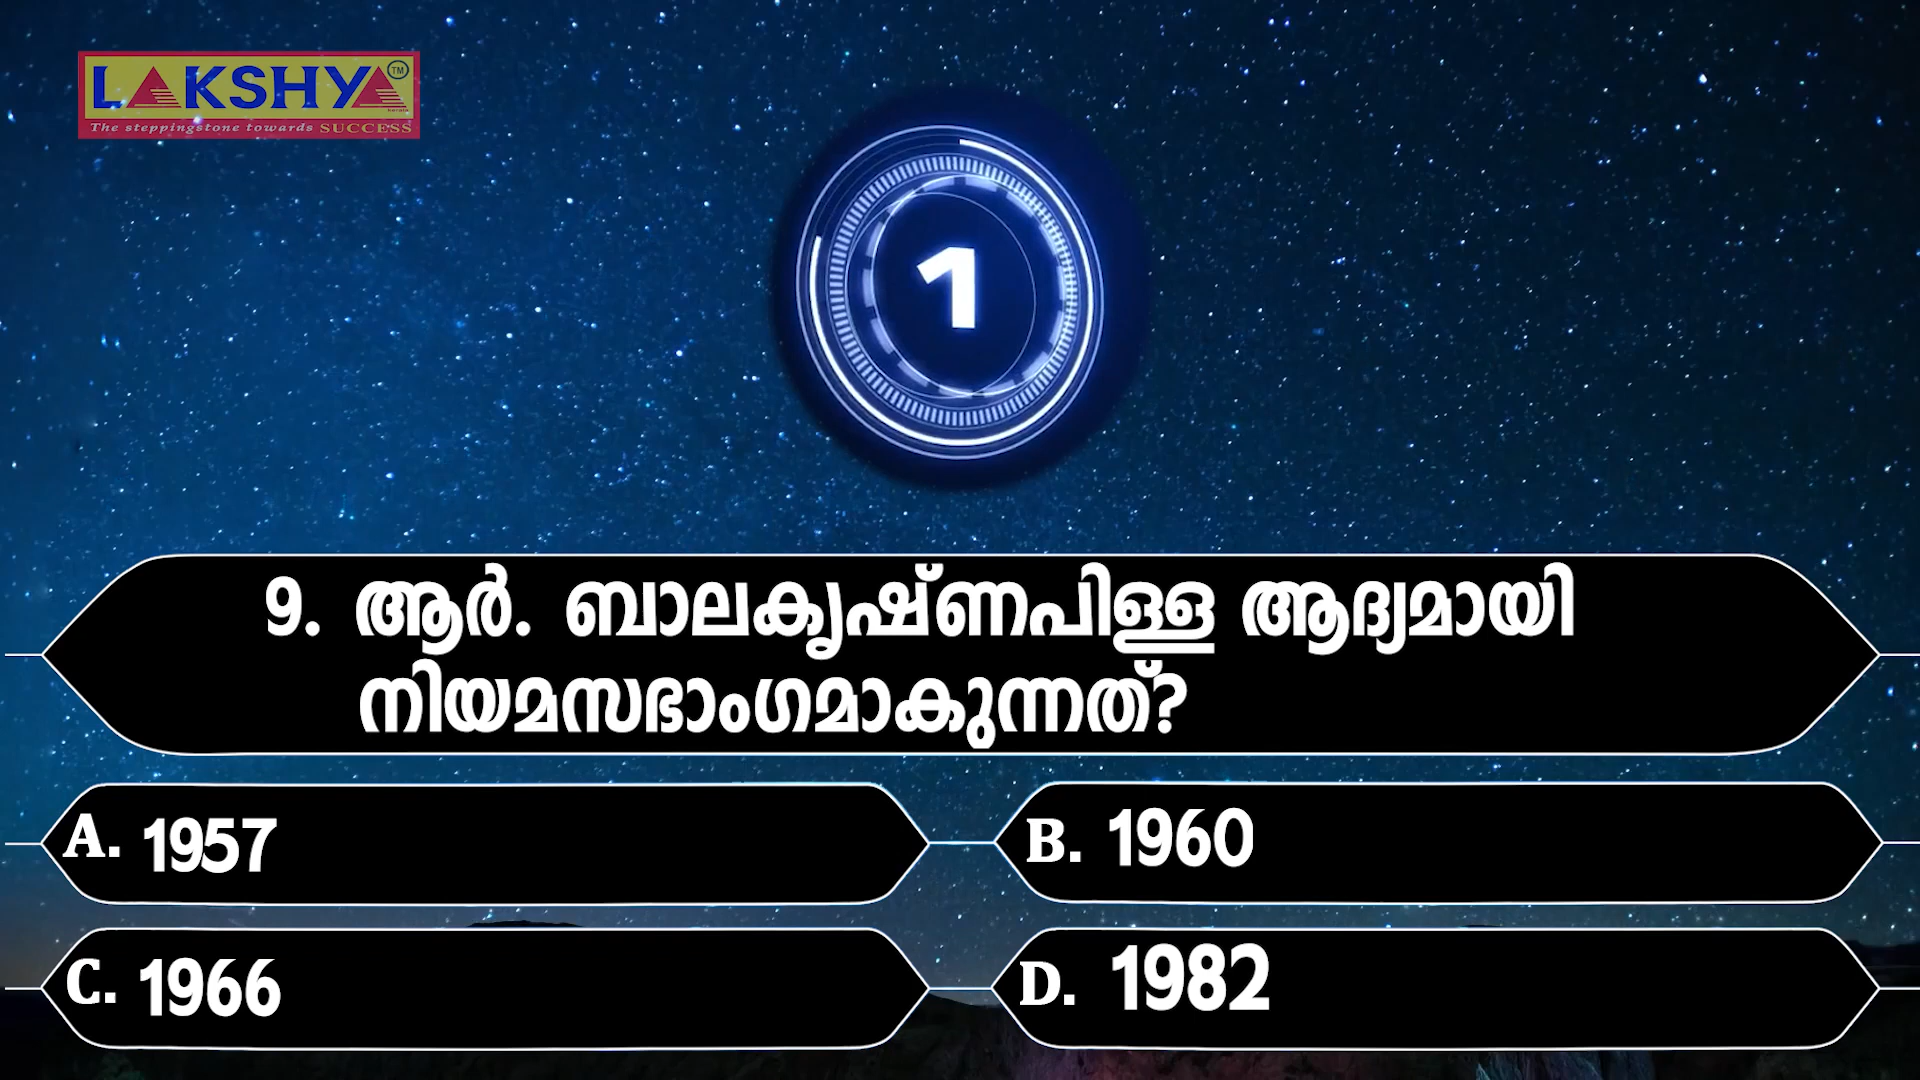 LAKSHYA TM
The steppingstone towards SUCCESS
1
9. ആർ. ബാലകൃഷ്ണപിള്ള ആദ്യമായി
നിയമസഭാംഗമാകുന്നത്?
A. 1957
B. 1960
C. 1966
D. 1982